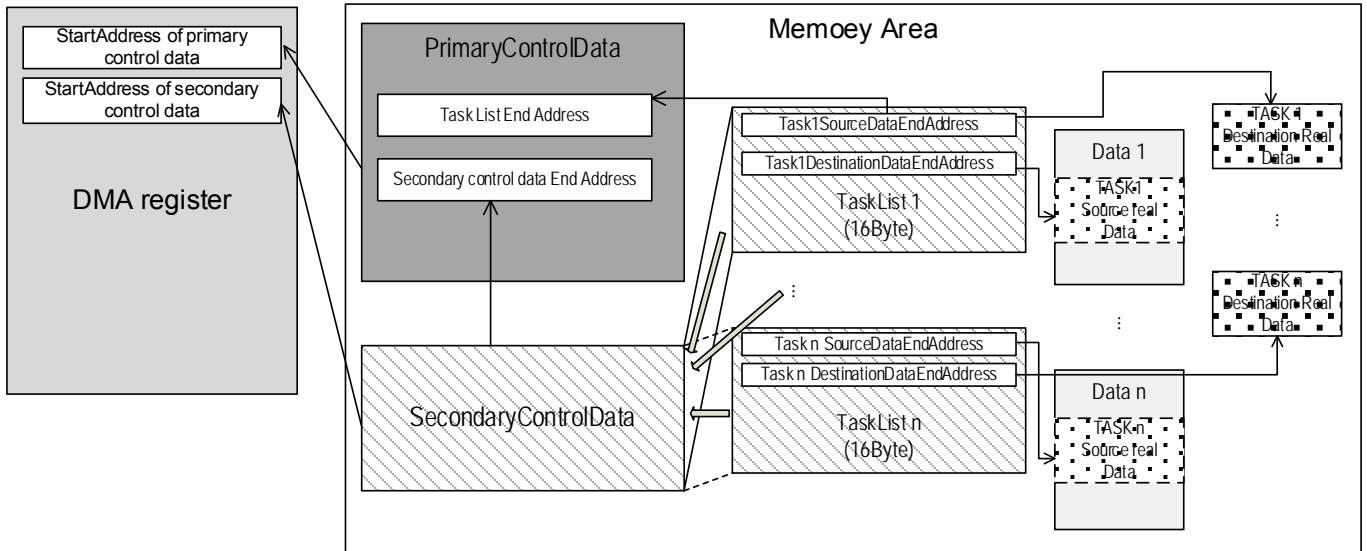 StartAddress of primary
control data
StartAddress of secondary
control data
DMA register
Memoey Area
PrimaryControlData
Task List End Address
Secondary control data End Address
SecondaryControlData
Task1SourceDataEndAddress
Task1DestinationDataEndAddress
TaskList 1
(16Byte)
...
Task n SourceDataEndAddress
Task n DestinationDataEndAddress
TaskList n
(16Byte)
Data 1
TASK1
Source real
Data
...
Data n
TASK n
Source real
Data
TASK 1
Destination Real
Data
...
TASK n
Destination Real
Data